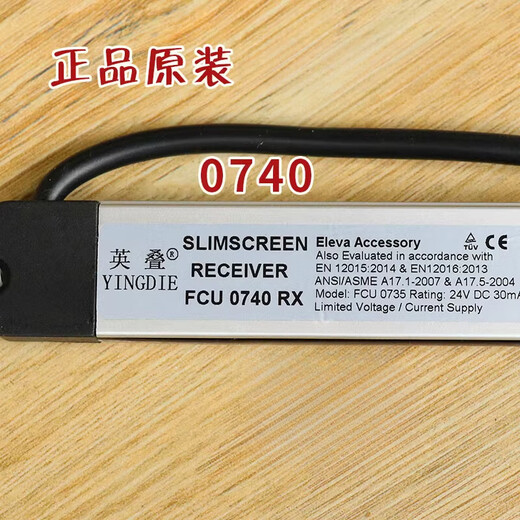 正品原装
0740
英叠®
YINGDIE
SLIMSCREEN
RECEIVER
FCU 0740 RX
Eleva Accessory
Also Evaluated in accordance with
EN 12015:2014 & EN12016:2013
ANSI/ASME A17.1-2007 & A17.5-2004
Model: FCU 0735 Rating: 24V DC 30mA
Limited Voltage / Current Supply
TÜV CE